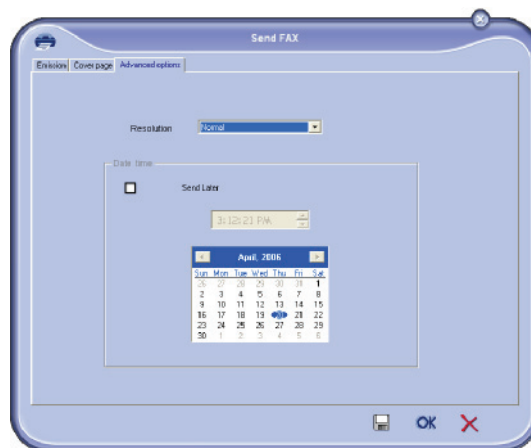 Send FAX
Emission Cover page Advanced options
Resolution Normal
Date time
Send Later
3:12:21 PM
April, 2006
Sun Mon Tue Wed Thu Fri Sat
26 27 28 29 30 31 1
2 3 4 5 6 7 8
9 10 11 12 13 14 15
16 17 18 19 20 21 22
23 24 25 26 27 28 29
30 1 2 3 4 5 6
OK